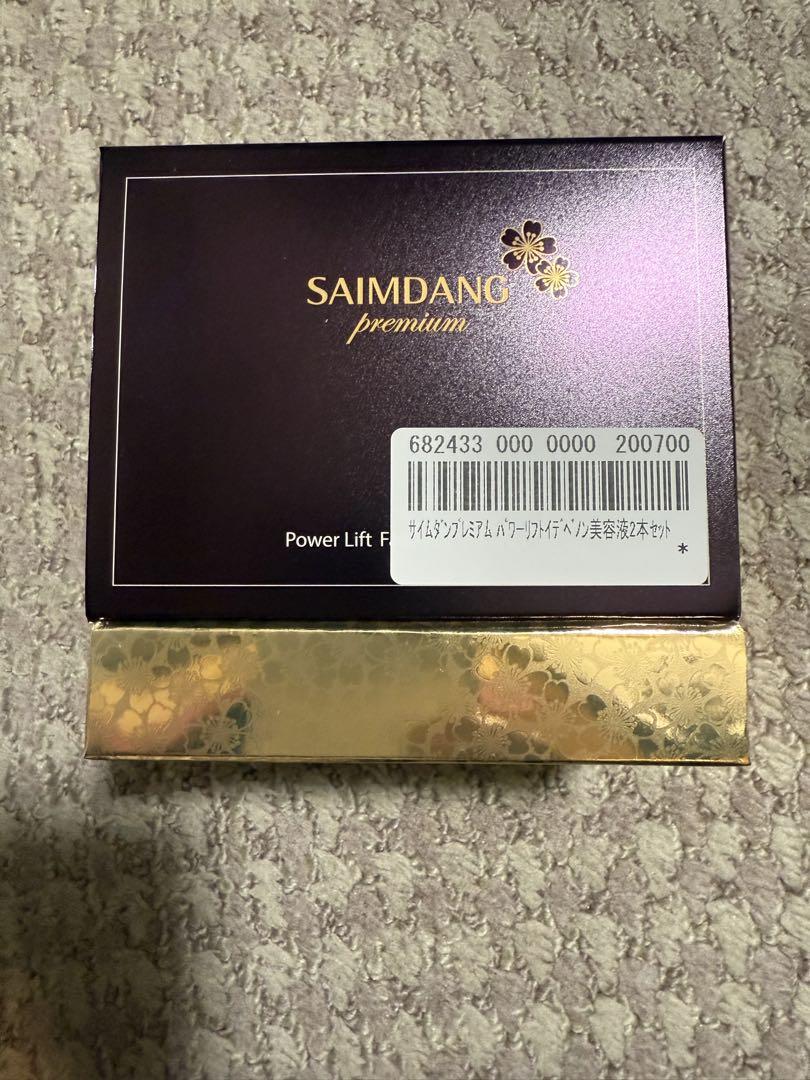 SAIMDANG
premium
682433 000 0000 200700
サイムダンプレミアム パワーリフトイデベノン美容液2本セット
*
Power Lift